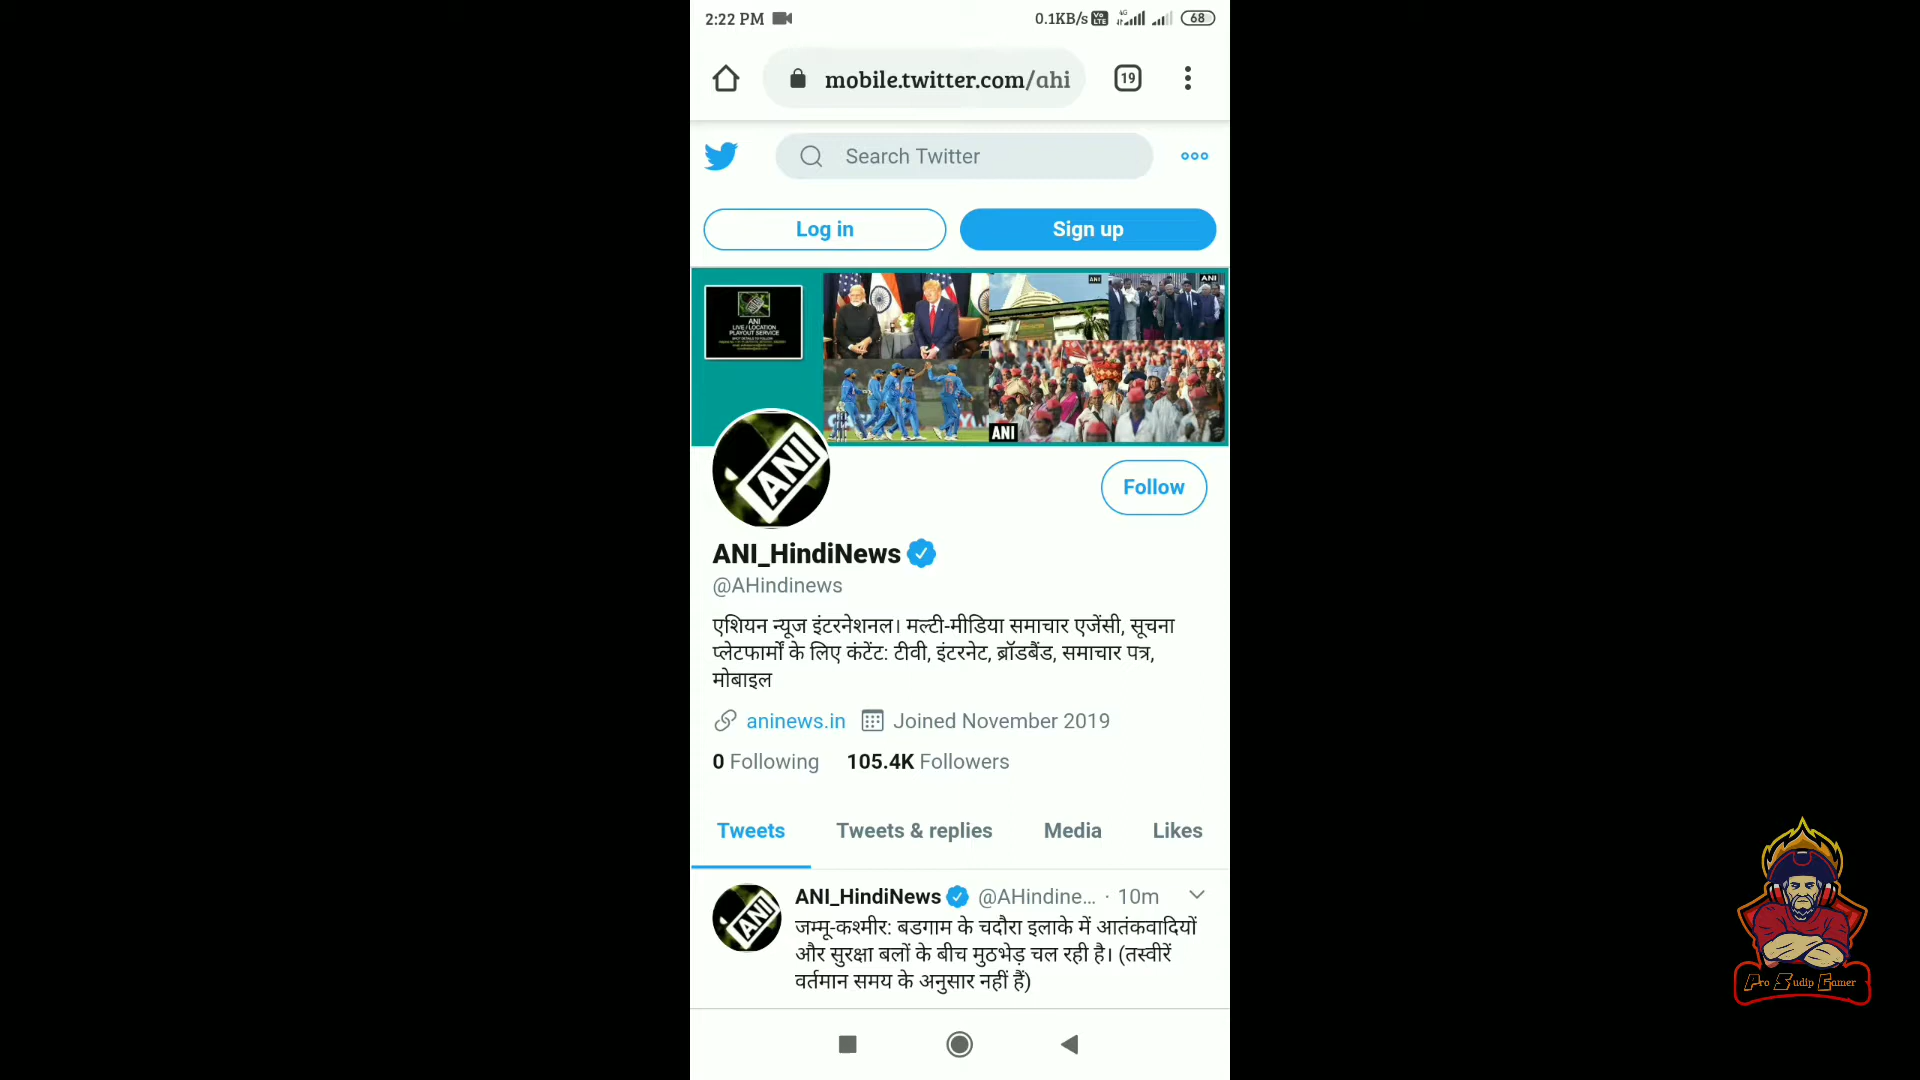 2:22 PM
0.1KB/s Vo LTE 4G 68
mobile.twitter.com/ahi
19
Search Twitter
Log in
Sign up
ANI
LIVE / LOCATION
PLAYOUT SERVICE
ANI
ANI
ANI
ANI
Follow
ANI_HindiNews
@AHindinews
एशियन न्यूज इंटरनेशनल। मल्टी-मीडिया समाचार एजेंसी, सूचना
प्लेटफार्मों के लिए कंटेंट: टीवी, इंटरनेट, ब्रॉडबैंड, समाचार पत्र,
मोबाइल
aninews.in Joined November 2019
0 Following 105.4K Followers
Tweets Tweets & replies Media Likes
ANI
ANI_HindiNews @AHindine... · 10m
जम्मू-कश्मीर: बडगाम के चदौरा इलाके में आतंकवादियों
और सुरक्षा बलों के बीच मुठभेड़ चल रही है। (तस्वीरें
वर्तमान समय के अनुसार नहीं हैं)
Pro Sudip Gamer